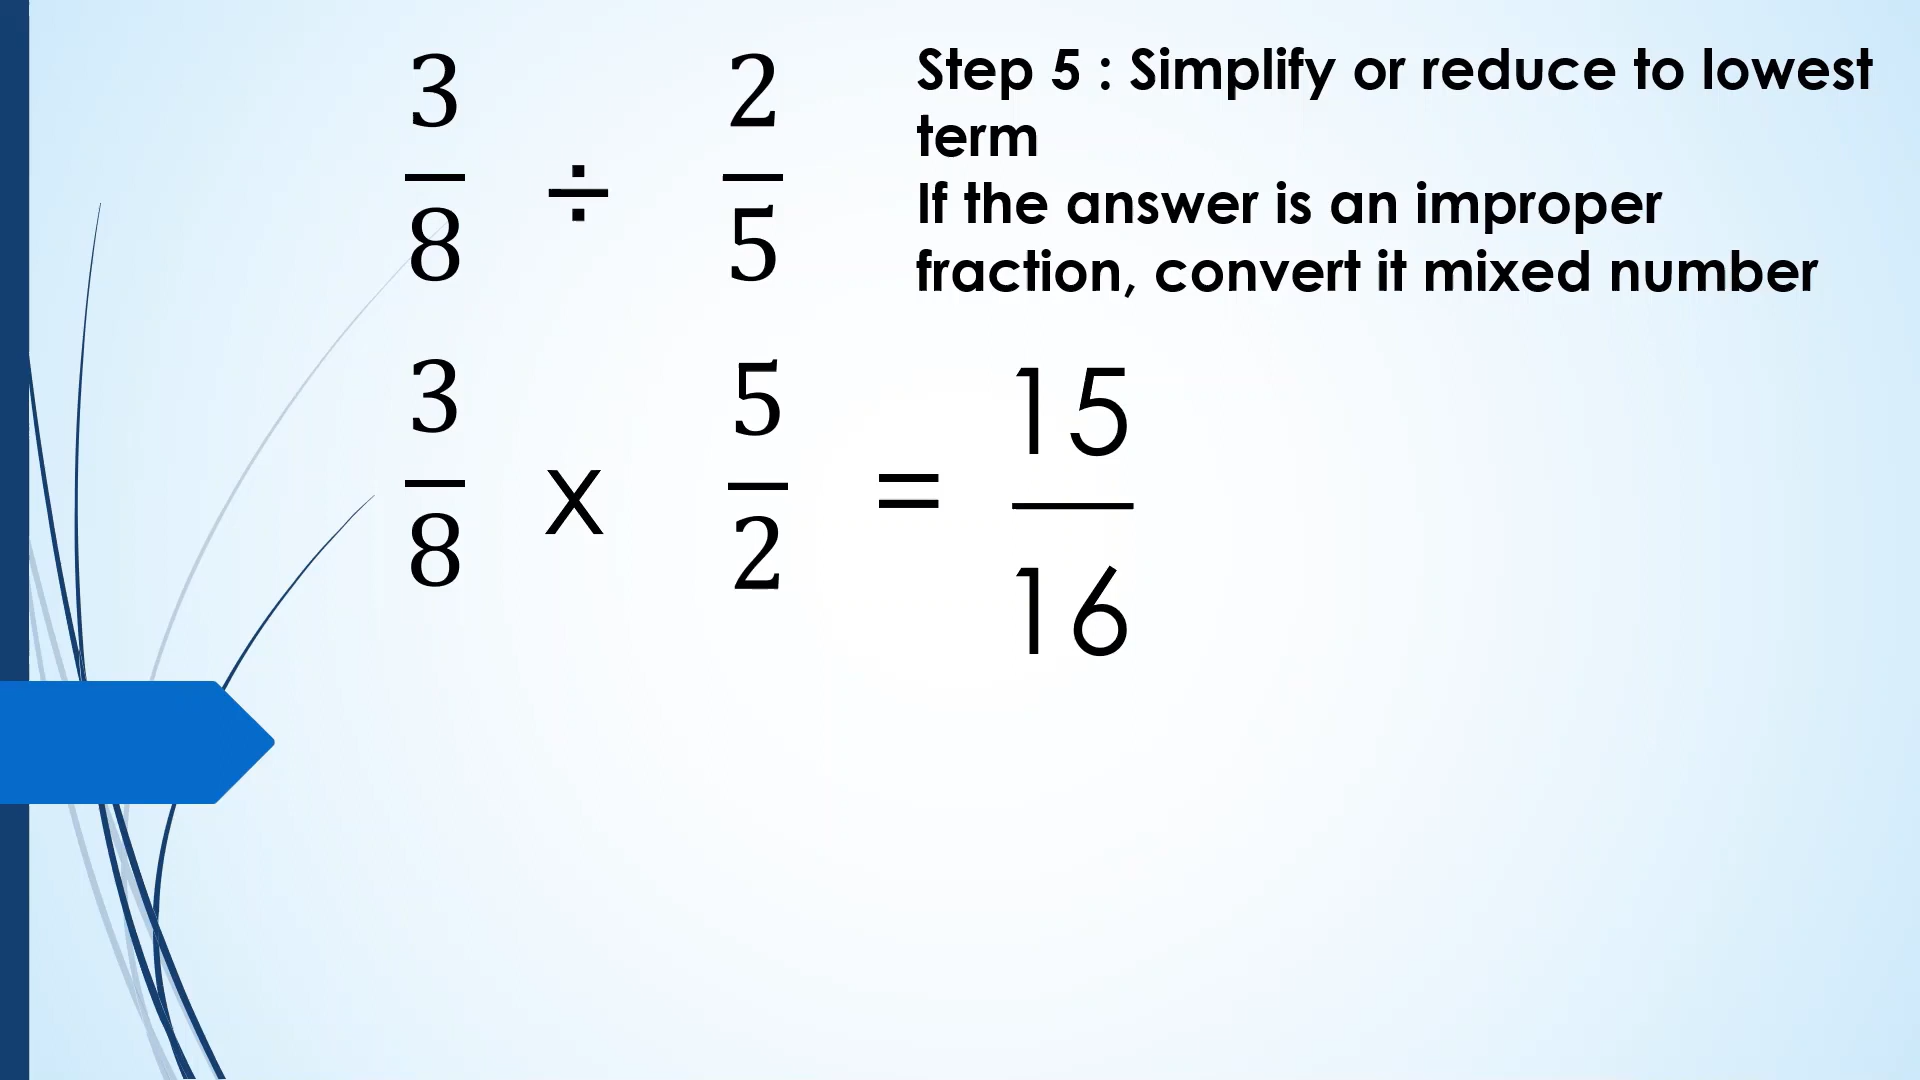 3/8 ÷ 2/5
Step 5 : Simplify or reduce to lowest
term
If the answer is an improper
fraction, convert it mixed number
3/8 x 5/2 = 15/16